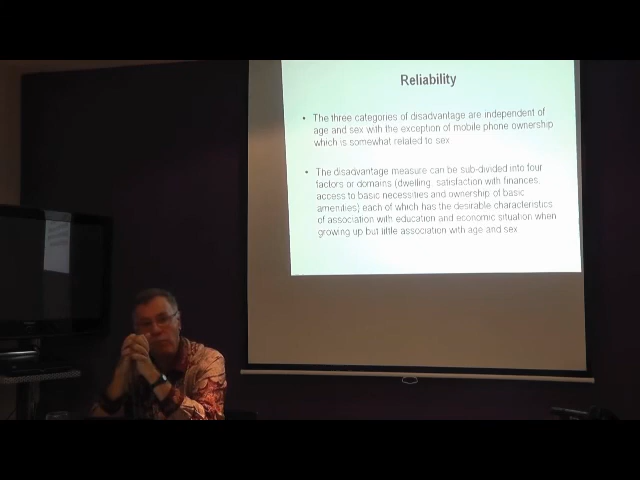 Reliability
• The three categories of disadvantage are independent of
age and sex with the exception of mobile phone ownership
which is somewhat related to sex
• The disadvantage measure can be sub-divided into four
factors or domains (dwelling, satisfaction with finances,
access to basic necessities and ownership of basic
amenities) each of which has the desirable characteristics
of association with education and economic situation when
growing up but little association with age and sex